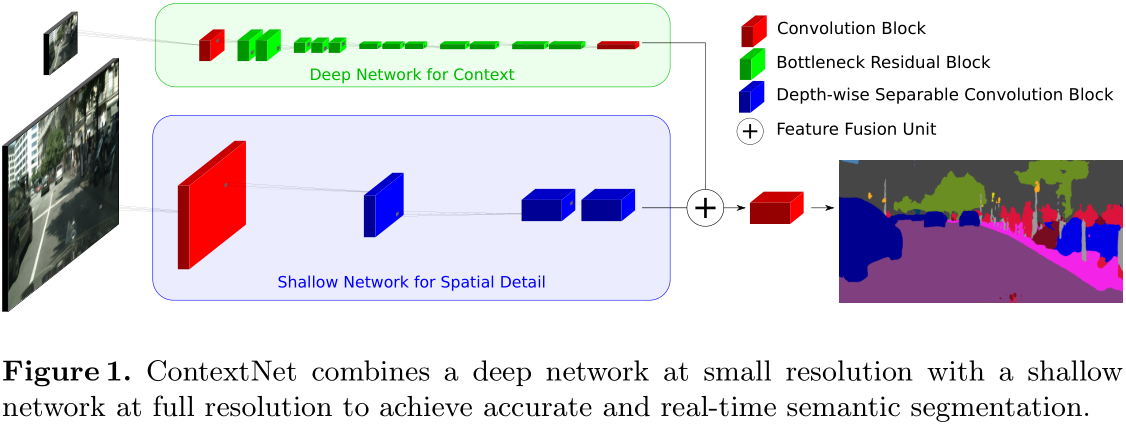 Deep Network for Context
Shallow Network for Spatial Detail
Convolution Block
Bottleneck Residual Block
Depth-wise Separable Convolution Block
Feature Fusion Unit
Figure 1. ContextNet combines a deep network at small resolution with a shallow
network at full resolution to achieve accurate and real-time semantic segmentation.